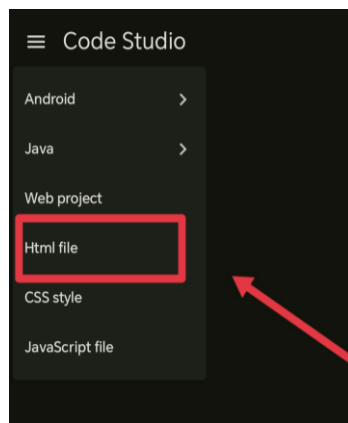 Code Studio
Android
Java
Web project
Html file
CSS style
JavaScript file